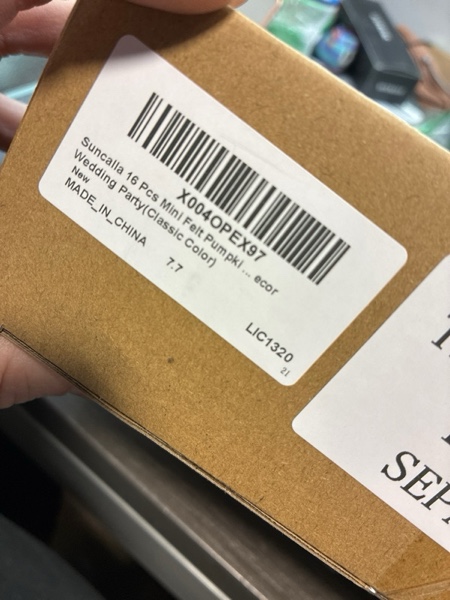 X004OPEX97
Suncalla 16 Pcs Mini Felt Pumpki ... ecor
Wedding Party(Classic Color)
New
MADE_IN_CHINA
7.7
LIC1320
21
SEP